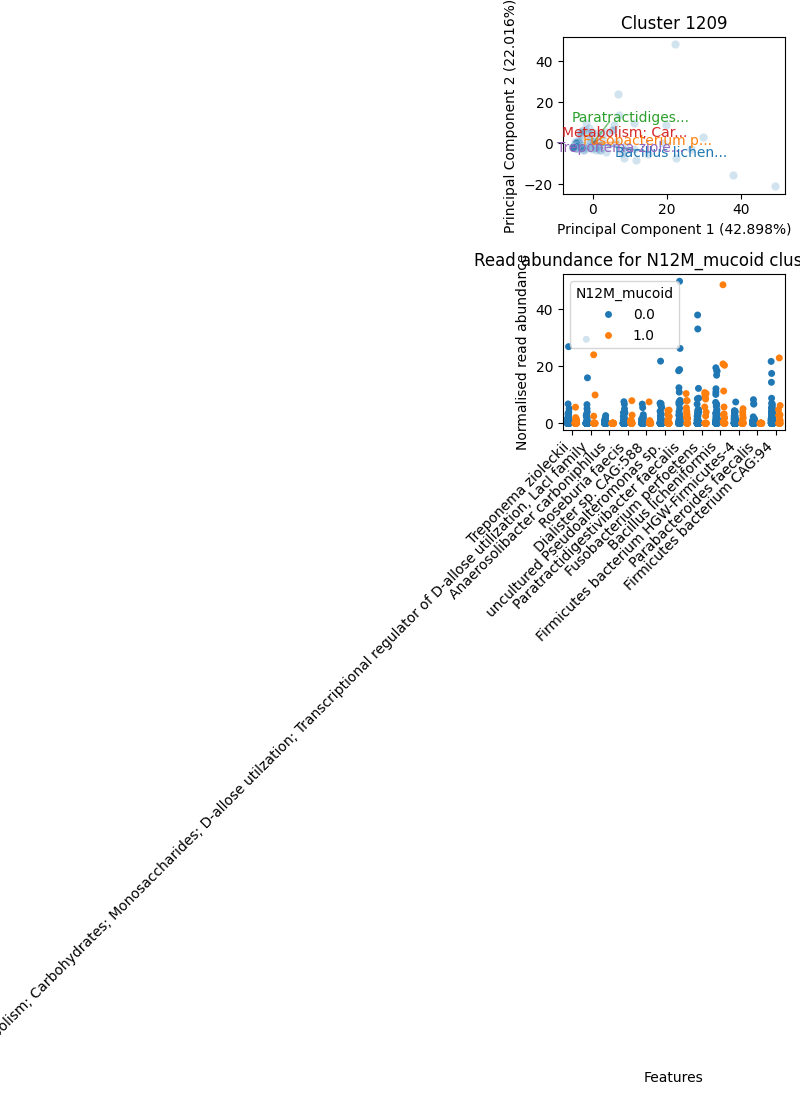 Cluster 1209
Principal Component 2 (22.016%)
40
20
0
−20
Paratractidiges...
Metabolism; Car...
Fusobacterium p...
Treponema ziole...
Bacillus lichen...
0
20
40
Principal Component 1 (42.898%)
Read abundance for N12M_mucoid clus
Normalised read abundance
40
20
0
N12M_mucoid
0.0
1.0
Treponema zioleckii
olism; Carbohydrates; Monosaccharides; D-allose utilzation; Transcriptional regulator of D-allose utilization, LacI family
Anaerosolibacter carboniphilus
Roseburia faecis
Dialister sp. CAG:588
uncultured Pseudoalteromonas sp.
Paratractidigestivibacter faecalis
Fusobacterium perfoetens
Bacillus licheniformis
Firmicutes bacterium HGW-Firmicutes-4
Parabacteroides faecalis
Firmicutes bacterium CAG:94
Features